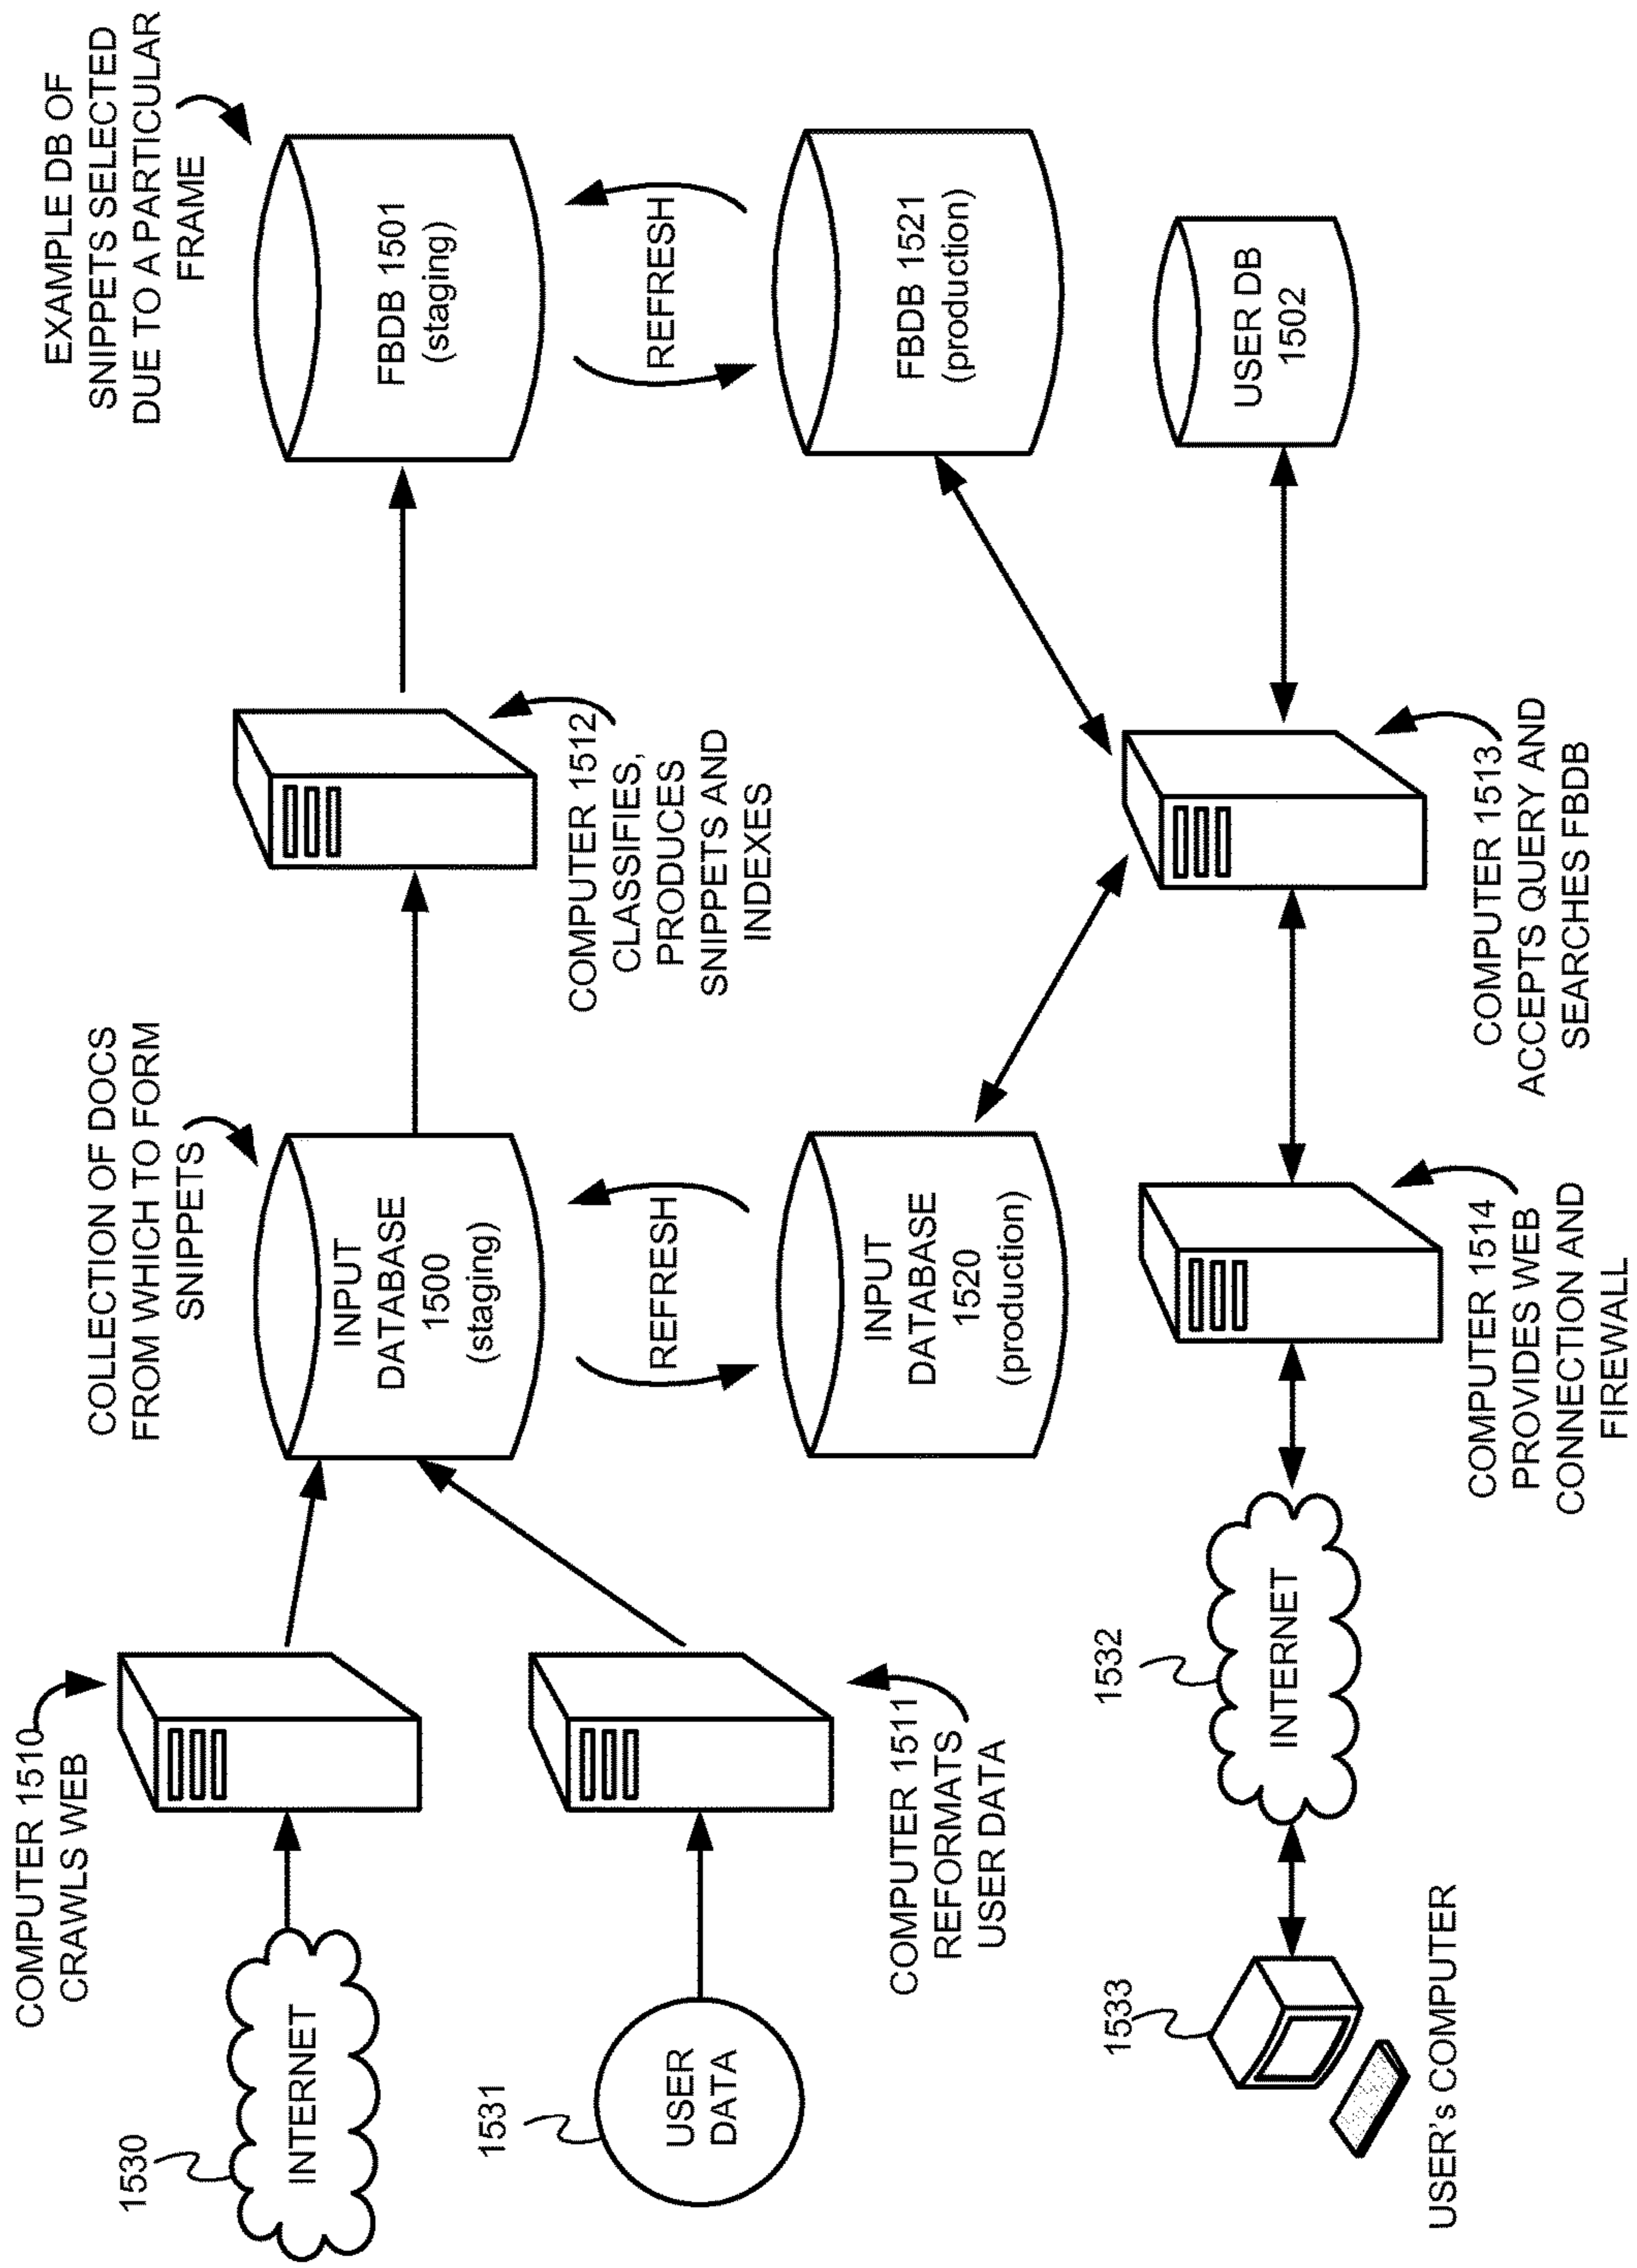 COMPUTER 1510
CRAWLS WEB
1530
INTERNET
COLLECTION OF DOCS
FROM WHICH TO FORM
SNIPPETS
INPUT
DATABASE
1500
(staging)
COMPUTER 1512
CLASSIFIES,
PRODUCES
SNIPPETS AND
INDEXES
EXAMPLE DB OF
SNIPPETS SELECTED
DUE TO A PARTICULAR
FRAME
FBDB 1501
(staging)
1531
USER
DATA
COMPUTER 1511
REFORMATS
USER DATA
REFRESH
REFRESH
INPUT
DATABASE
1520
(production)
FBDB 1521
(production)
1533
USER's COMPUTER
1532
INTERNET
COMPUTER 1514
PROVIDES WEB
CONNECTION AND
FIREWALL
COMPUTER 1513
ACCEPTS QUERY AND
SEARCHES FBDB
USER DB
1502